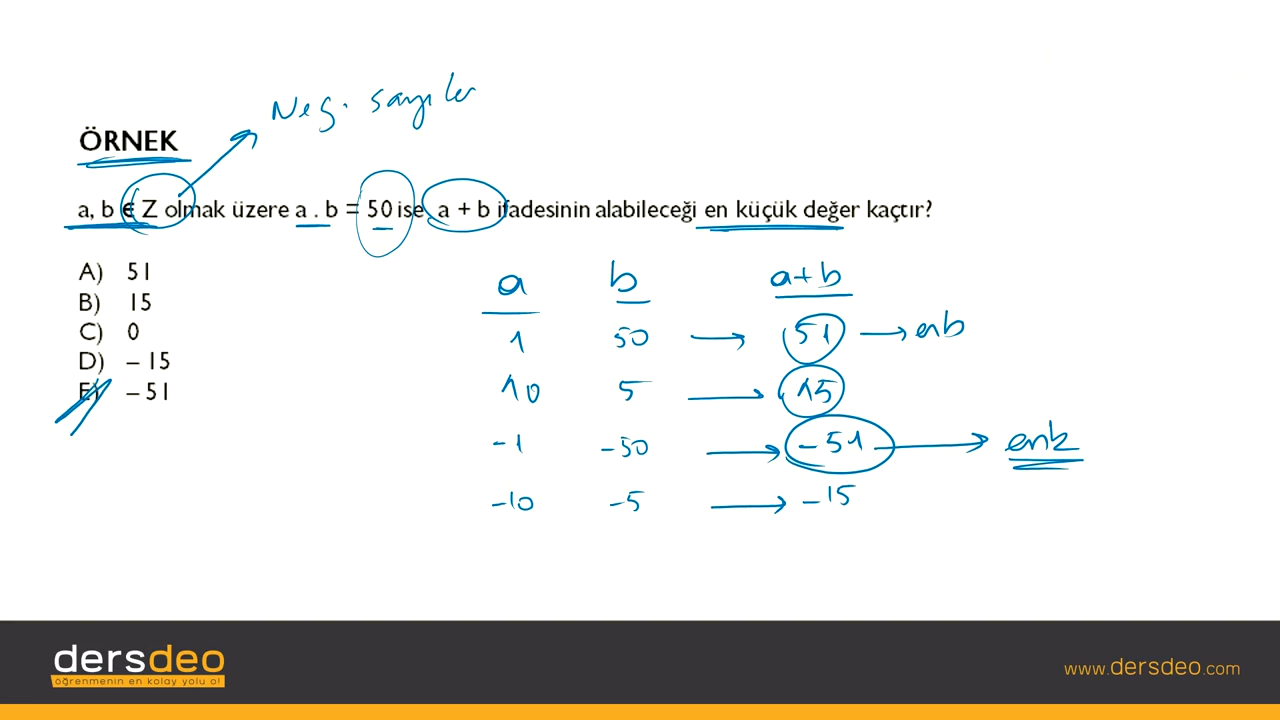 Neg. sayılar
ÖRNEK
a, b ∈ Z olmak üzere a . b = 50 ise a + b ifadesinin alabileceği en küçük değer kaçtır?
A) 51
B) 15
C) 0
D) – 15
E) – 51
a b a+b
1 50 → 51 → enb
10 5 → 15
-1 -50 → -51 → enk
-10 -5 → -15
dersdeo
öğrenmenin en kolay yolu o!
www.dersdeo.com